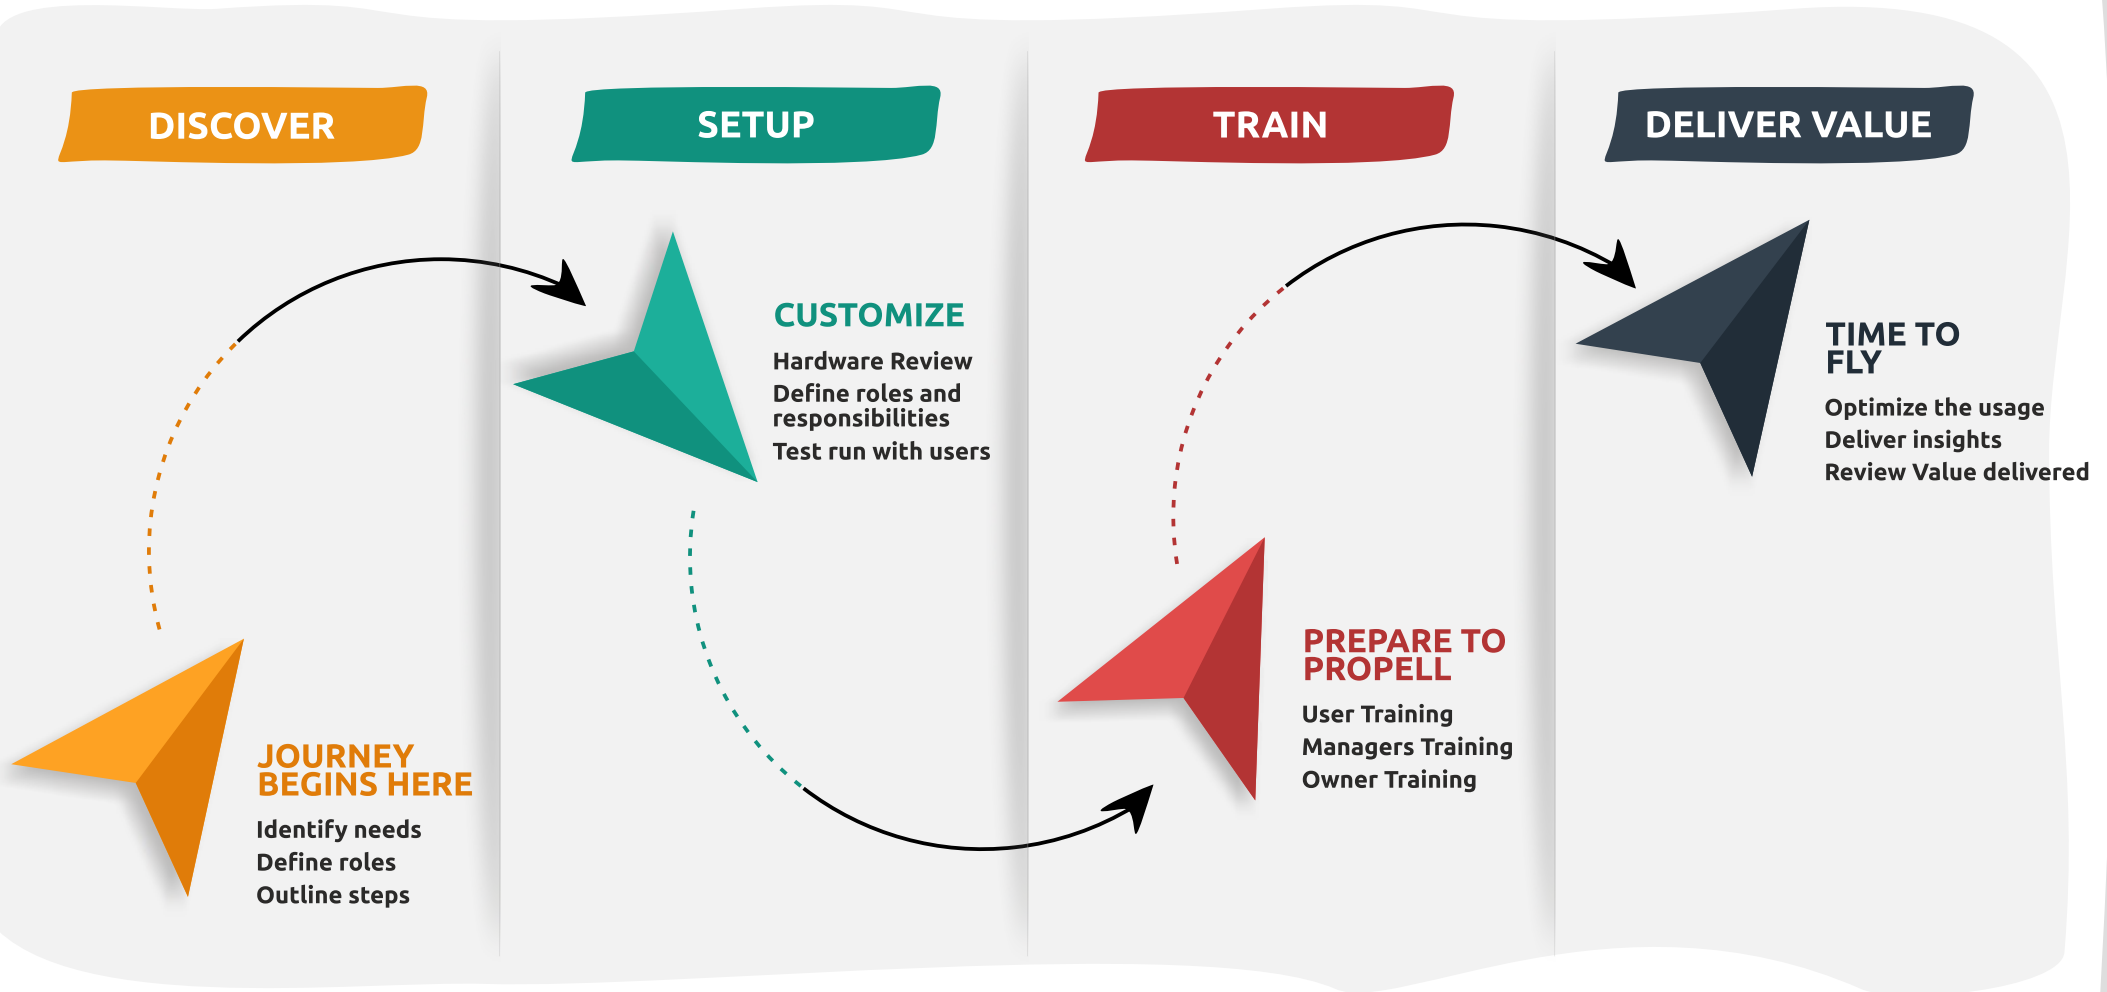 DISCOVER
SETUP
TRAIN
DELIVER VALUE
JOURNEY
BEGINS HERE
Identify needs
Define roles
Outline steps
CUSTOMIZE
Hardware Review
Define roles and
responsibilities
Test run with users
PREPARE TO
PROPELL
User Training
Managers Training
Owner Training
TIME TO
FLY
Optimize the usage
Deliver insights
Review Value delivered